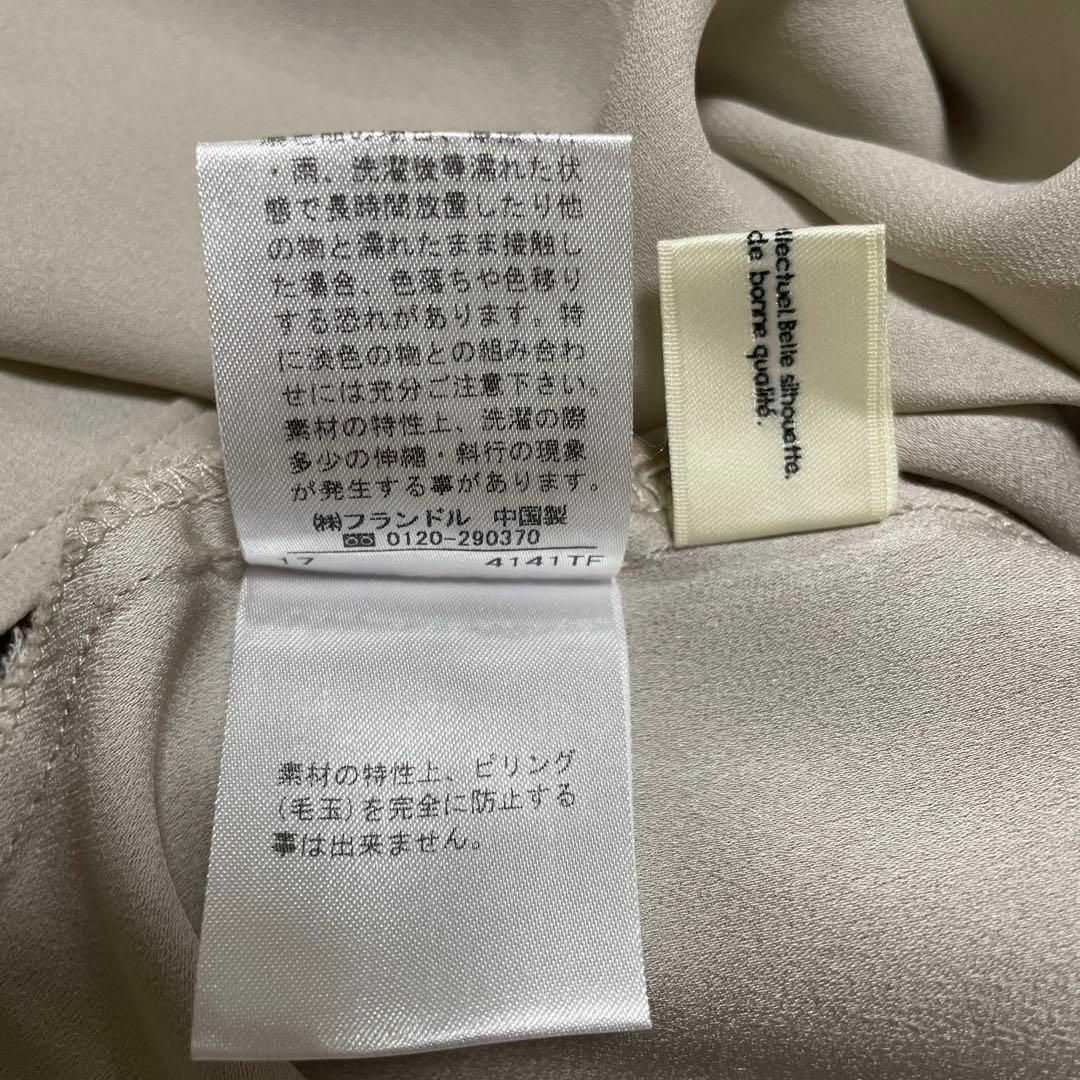 ・雨、洗濯後等濡れた状
態で長時間放置したり他
の物と濡れたまま接触し
た場合、色落ちや色移り
する恐れがあります。特
に淡色の物との組み合わ
せには充分ご注意下さい。
素材の特性上、洗濯の際
多少の伸縮・斜行の現象
が発生する事があります。
㈱フランドル 中国製
0120-290370
17 4141TF
素材の特性上、ピリング
(毛玉)を完全に防止する
事は出来ません。
llectuel. Belle silhouette.
de bonne qualité.